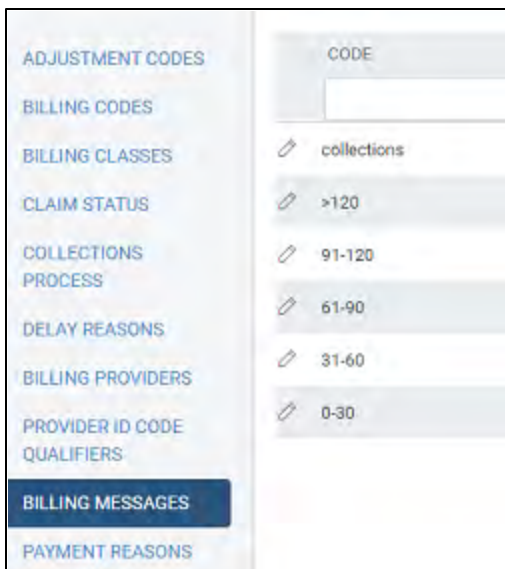 ADJUSTMENT CODES
BILLING CODES
BILLING CLASSES
CLAIM STATUS
COLLECTIONS
PROCESS
DELAY REASONS
BILLING PROVIDERS
PROVIDER ID CODE
QUALIFIERS
BILLING MESSAGES
PAYMENT REASONS
CODE
collections
>120
91-120
61-90
31-60
0-30